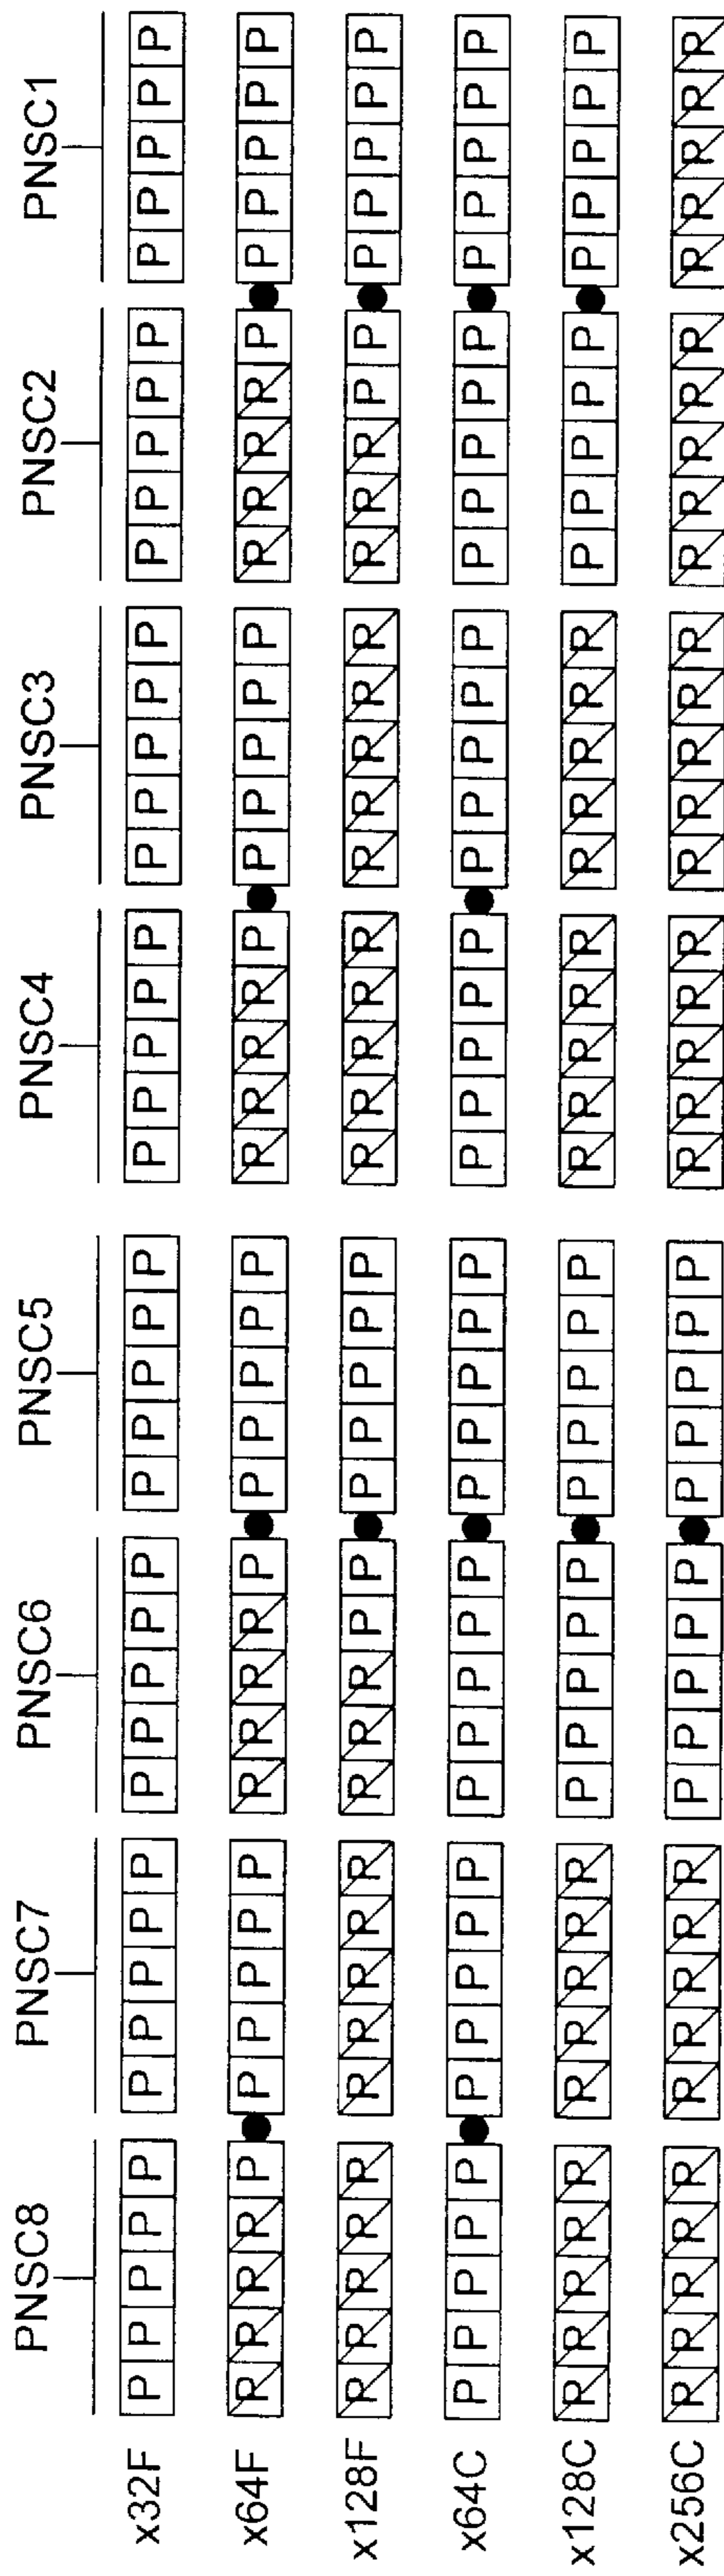 PNSC8 PNSC7 PNSC6 PNSC5 PNSC4 PNSC3 PNSC2 PNSC1
x32F P P P P P P P P P P P P P P P P P P P P P P P P P P P P P P P P P P P P P P P P
x64F R R R R P P P P P P R R R R P P P P P P R R R R P P P P P P R R R R P P P P P P
x128F R R R R R R R R R R R R R P P P P P P P R R R R R R R R R R R R R P P P P P P P
x64C P P P P P P P P P P P P P P P P P P P P P P P P P P P P P P P P P P P P P P P P
x128C R R R R R R R R R R P P P P P P P P P P R R R R R R R R R R P P P P P P P P P P
x256C R R R R R R R R R R P P P P P P P P P P R R R R R R R R R R R R R R R R R R R R